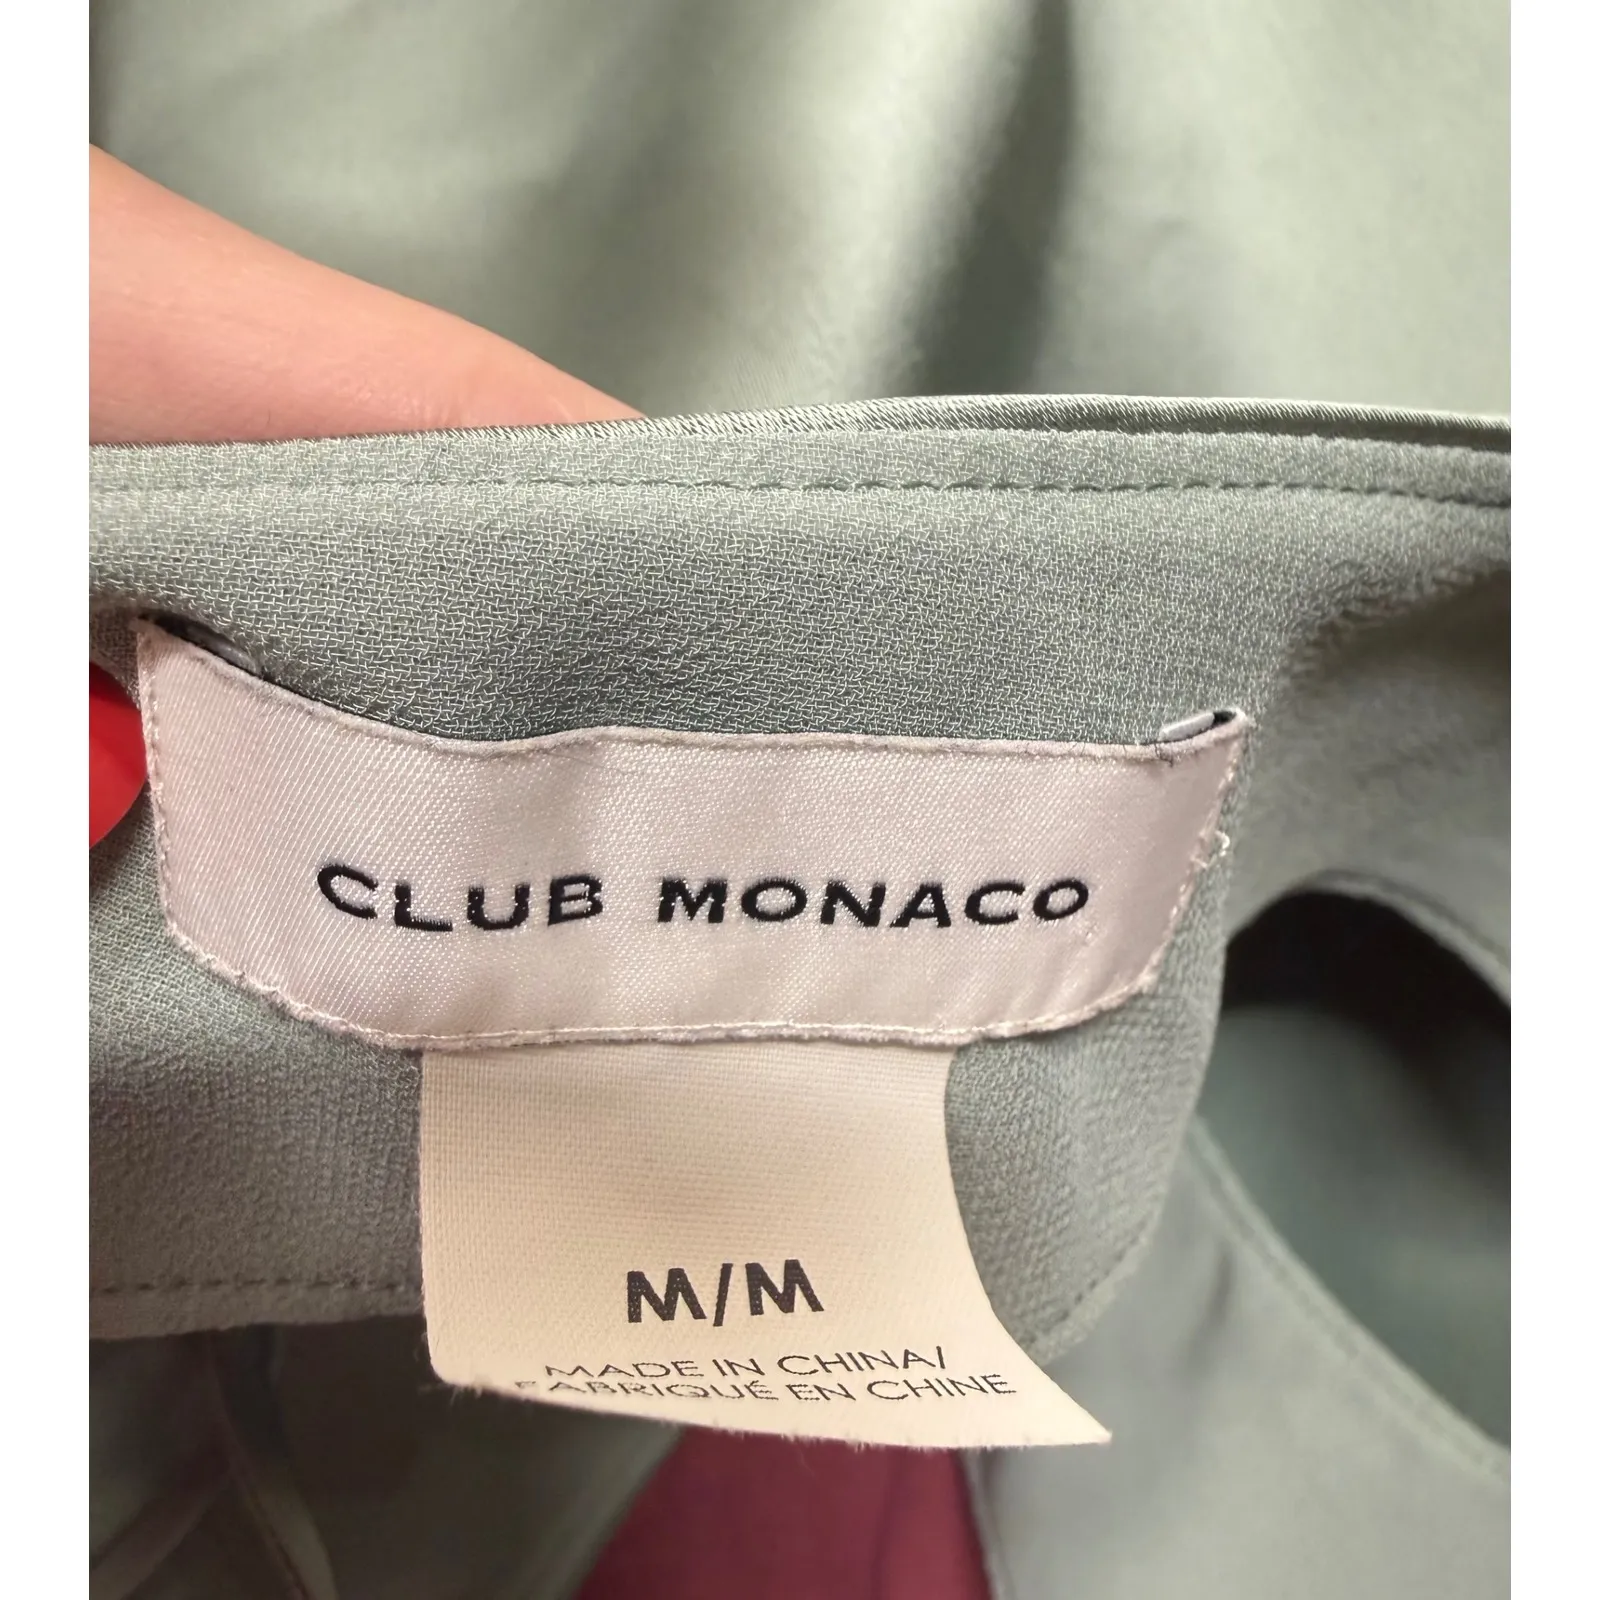 CLUB MONACO
M/M
MADE IN CHINA/
FABRIQUÉ EN CHINE